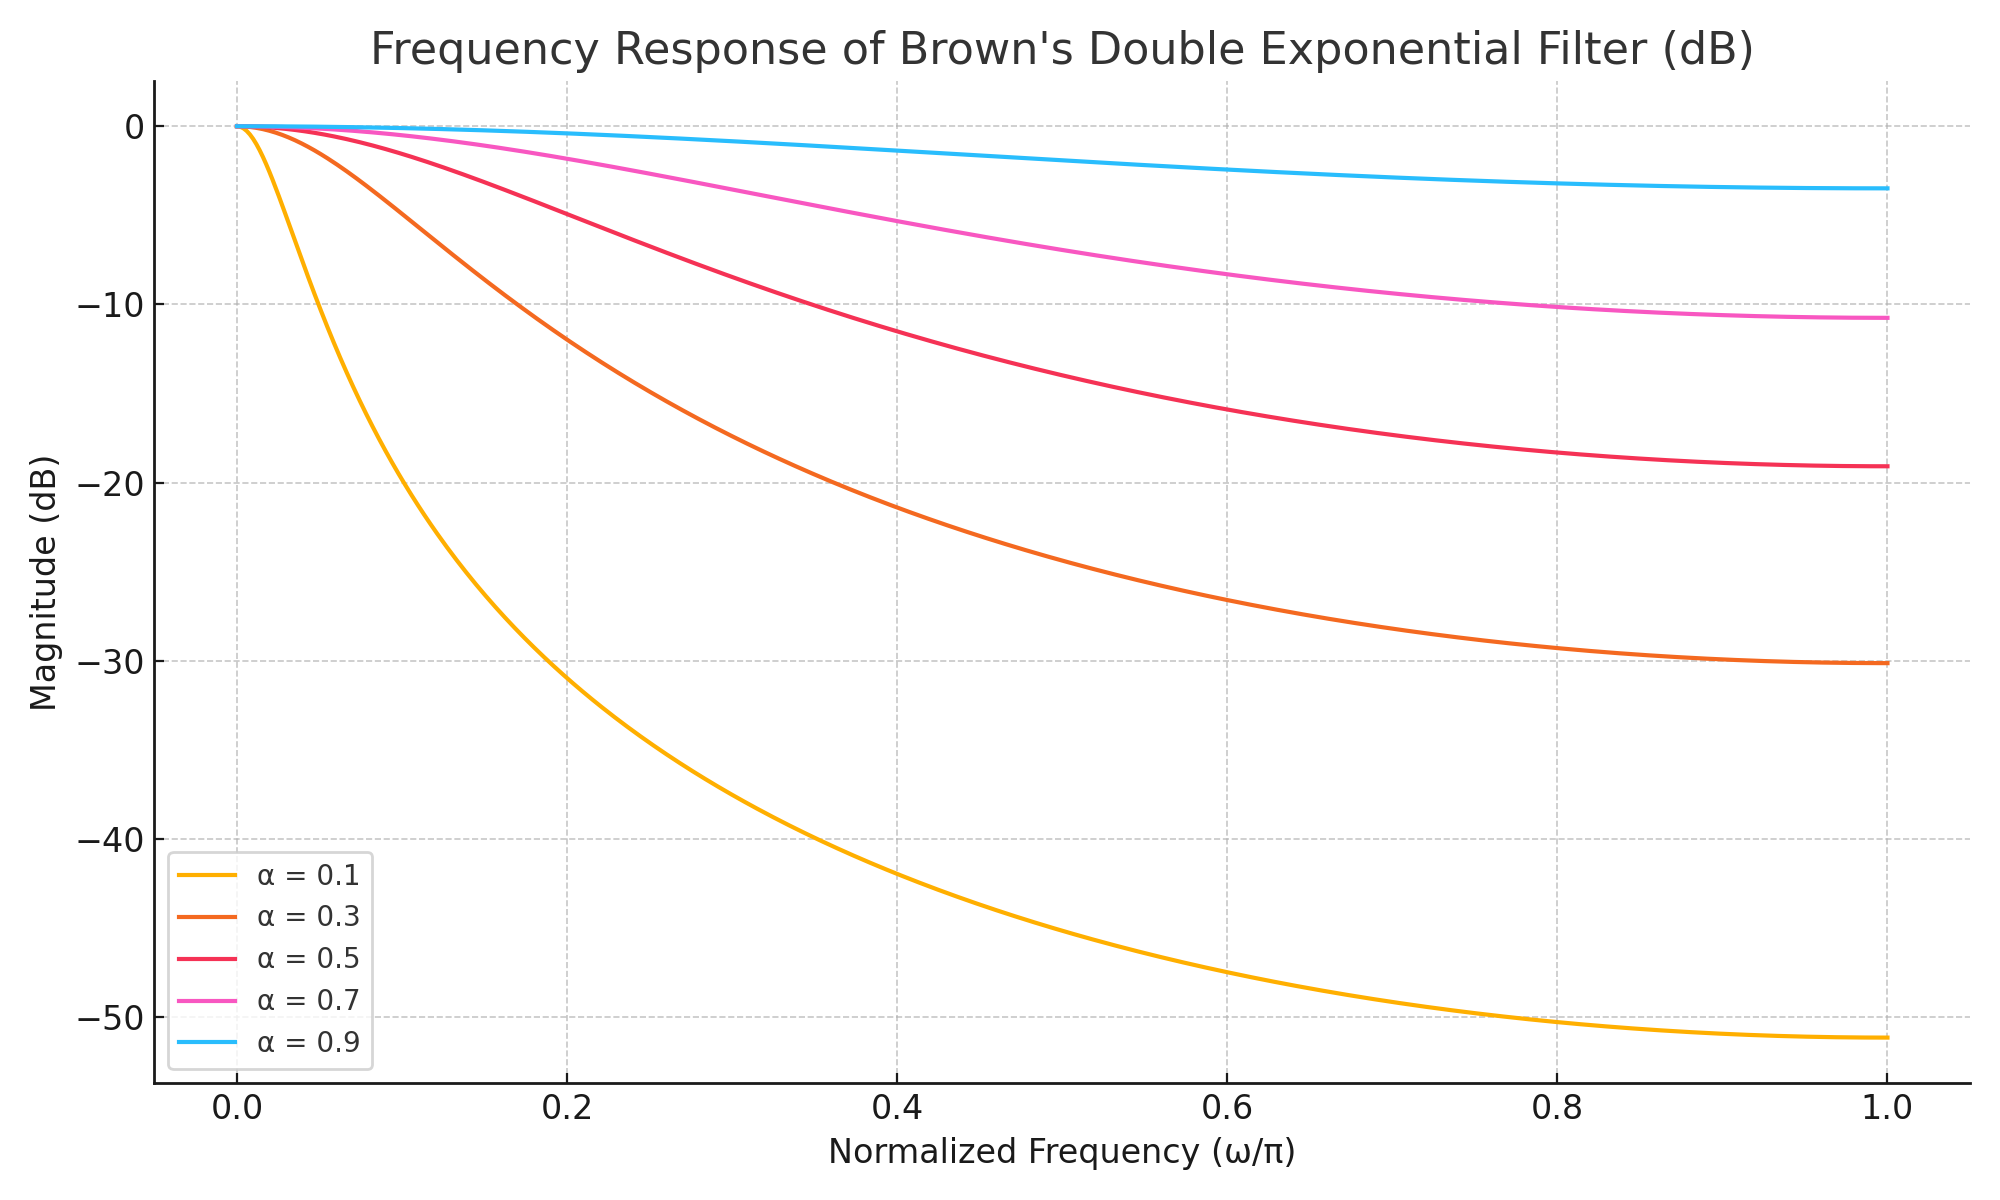 Frequency Response of Brown's Double Exponential Filter (dB)
Magnitude (dB)
0
−10
−20
−30
−40
−50
α = 0.1
α = 0.3
α = 0.5
α = 0.7
α = 0.9
0.0 0.2 0.4 0.6 0.8 1.0
Normalized Frequency (ω/π)